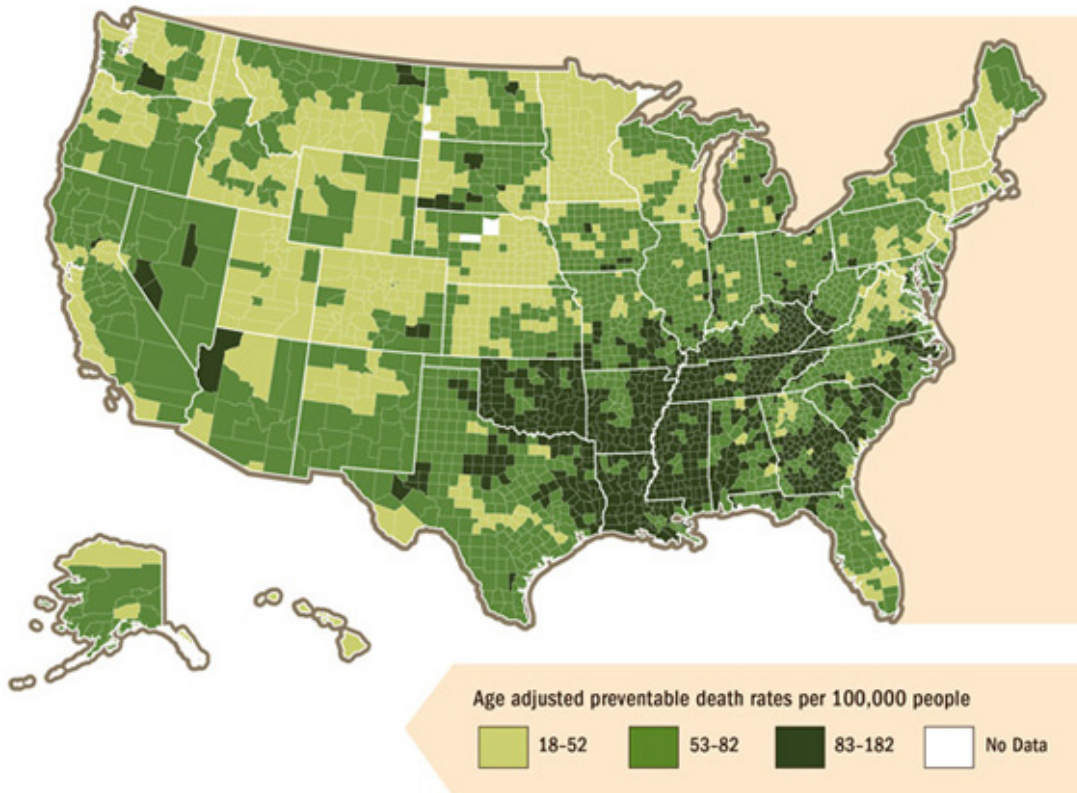 Age adjusted preventable death rates per 100,000 people
18–52 53–82 83–182 No Data